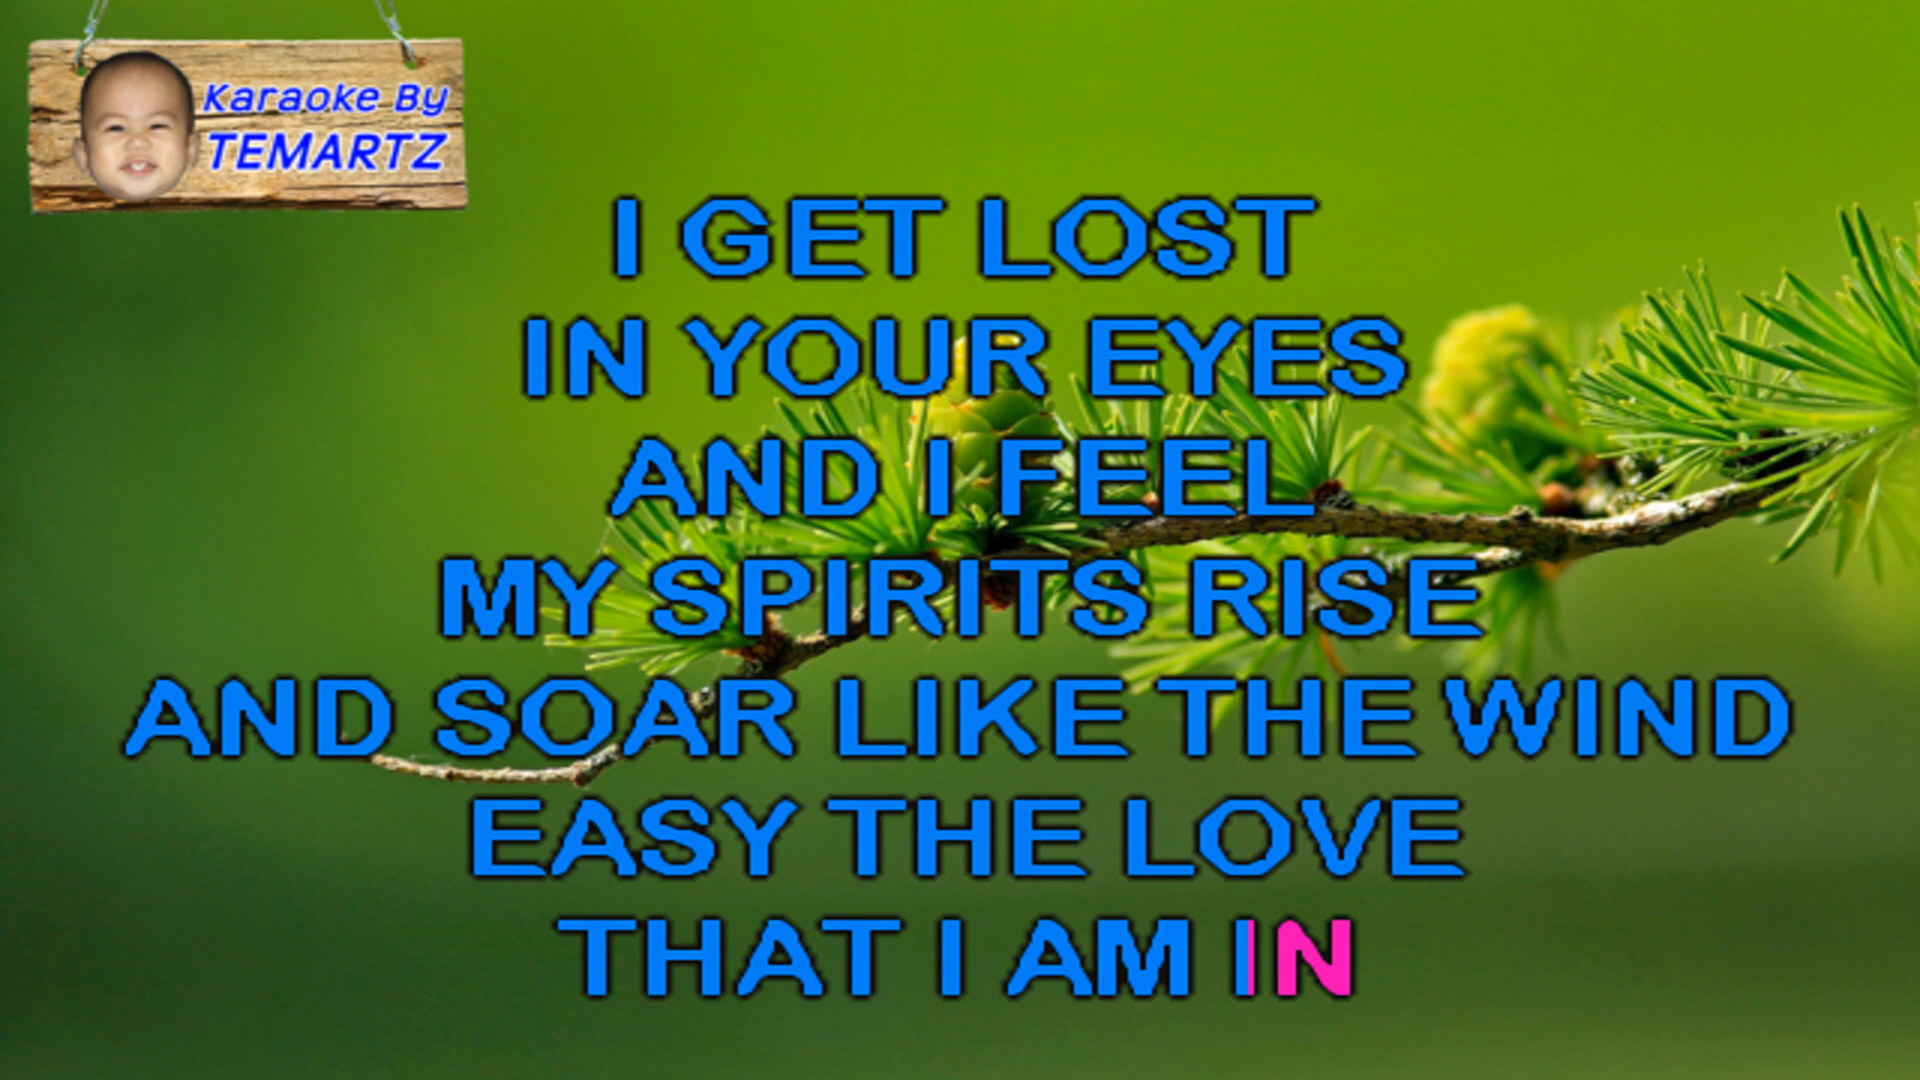 Karaoke By
TEMARTZ
I GET LOST
IN YOUR EYES
AND I FEEL
MY SPIRITS RISE
AND SOAR LIKE THE WIND
EASY THE LOVE
THAT I AM IN